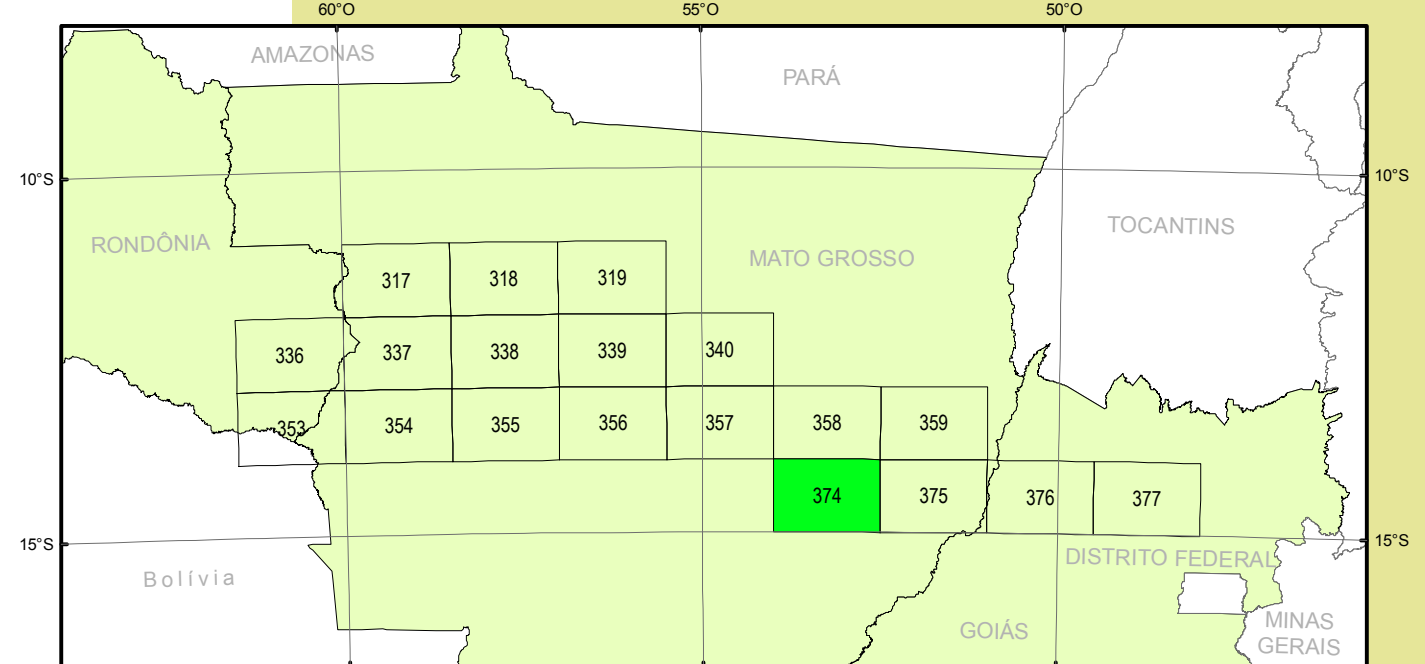 60°O 55°O 50°O
AMAZONAS
PARÁ
10°S 10°S
TOCANTINS
RONDÔNIA
MATO GROSSO
317 318 319
336 337 338 339 340
353 354 355 356 357 358 359
374 375 376 377
15°S 15°S
DISTRITO FEDERAL
Bolívia
GOIÁS
MINAS
GERAIS